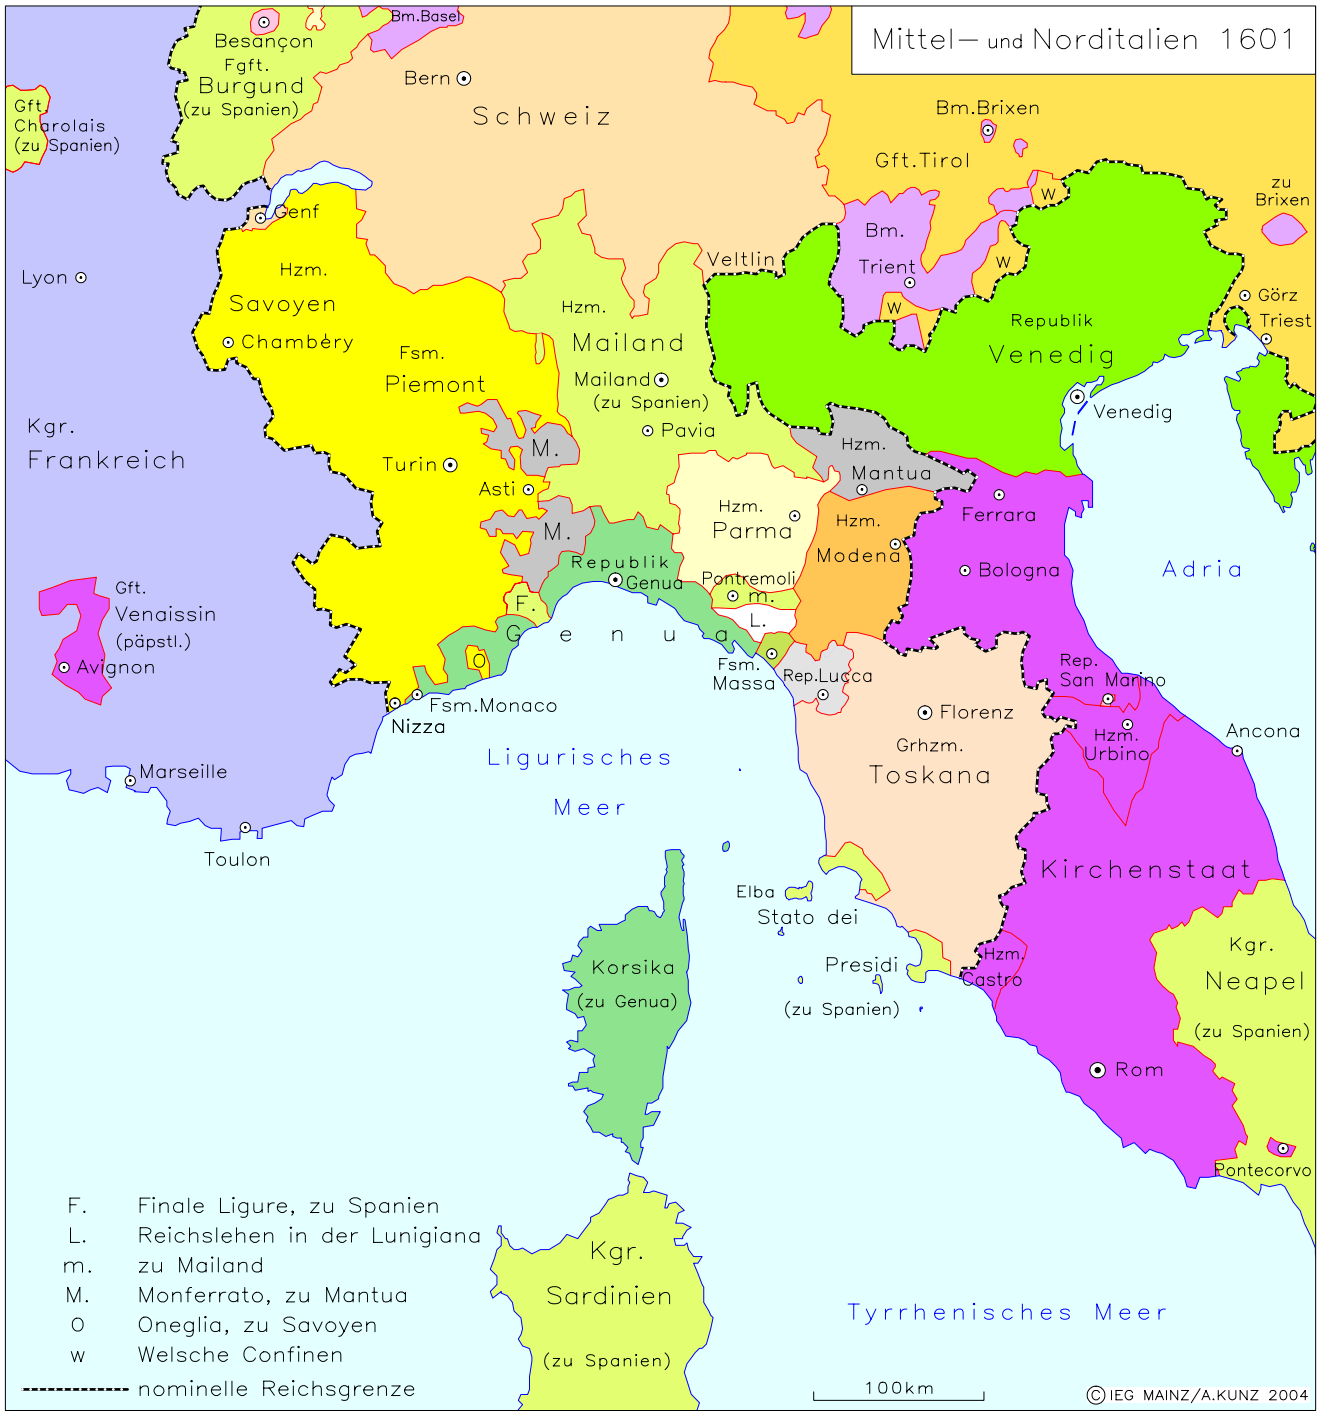 Mittel– und Norditalien 1601
Bm.Basel
Besançon
Fgft.
Burgund
(zu Spanien)
Bern
Schweiz
Gft.
Charolais
(zu Spanien)
Bm.Brixen
Gft.Tirol
zu
Brixen
w
Genf
Bm.
Trient
w
w
Veltlin
Lyon
Hzm.
Savoyen
Chambéry
Hzm.
Mailand
Mailand
(zu Spanien)
Pavia
Görz
Triest
Republik
Venedig
Venedig
Fsm.
Piemont
Turin
Asti
M.
M.
Kgr.
Frankreich
Hzm.
Mantua
Hzm.
Parma
Hzm.
Modena
Ferrara
Bologna
Adria
Republik
Genua
Genua
Pontremoli
m.
L.
F.
O
Gft.
Venaissin
(päpstl.)
Avignon
Fsm.
Massa
Rep.Lucca
Rep.
San Marino
Fsm.Monaco
Nizza
Florenz
Grhzm.
Toskana
Hzm.
Urbino
Ancona
Marseille
Toulon
Ligurisches
Meer
Kirchenstaat
Elba
Stato dei
Presidi
(zu Spanien)
Hzm.
Castro
Kgr.
Neapel
(zu Spanien)
Korsika
(zu Genua)
Rom
Pontecorvo
Kgr.
Sardinien
(zu Spanien)
Tyrrhenisches Meer
F. Finale Ligure, zu Spanien
L. Reichslehen in der Lunigiana
m. zu Mailand
M. Monferrato, zu Mantua
O Oneglia, zu Savoyen
w Welsche Confinen
nominelle Reichsgrenze
100km
© IEG MAINZ/A.KUNZ 2004